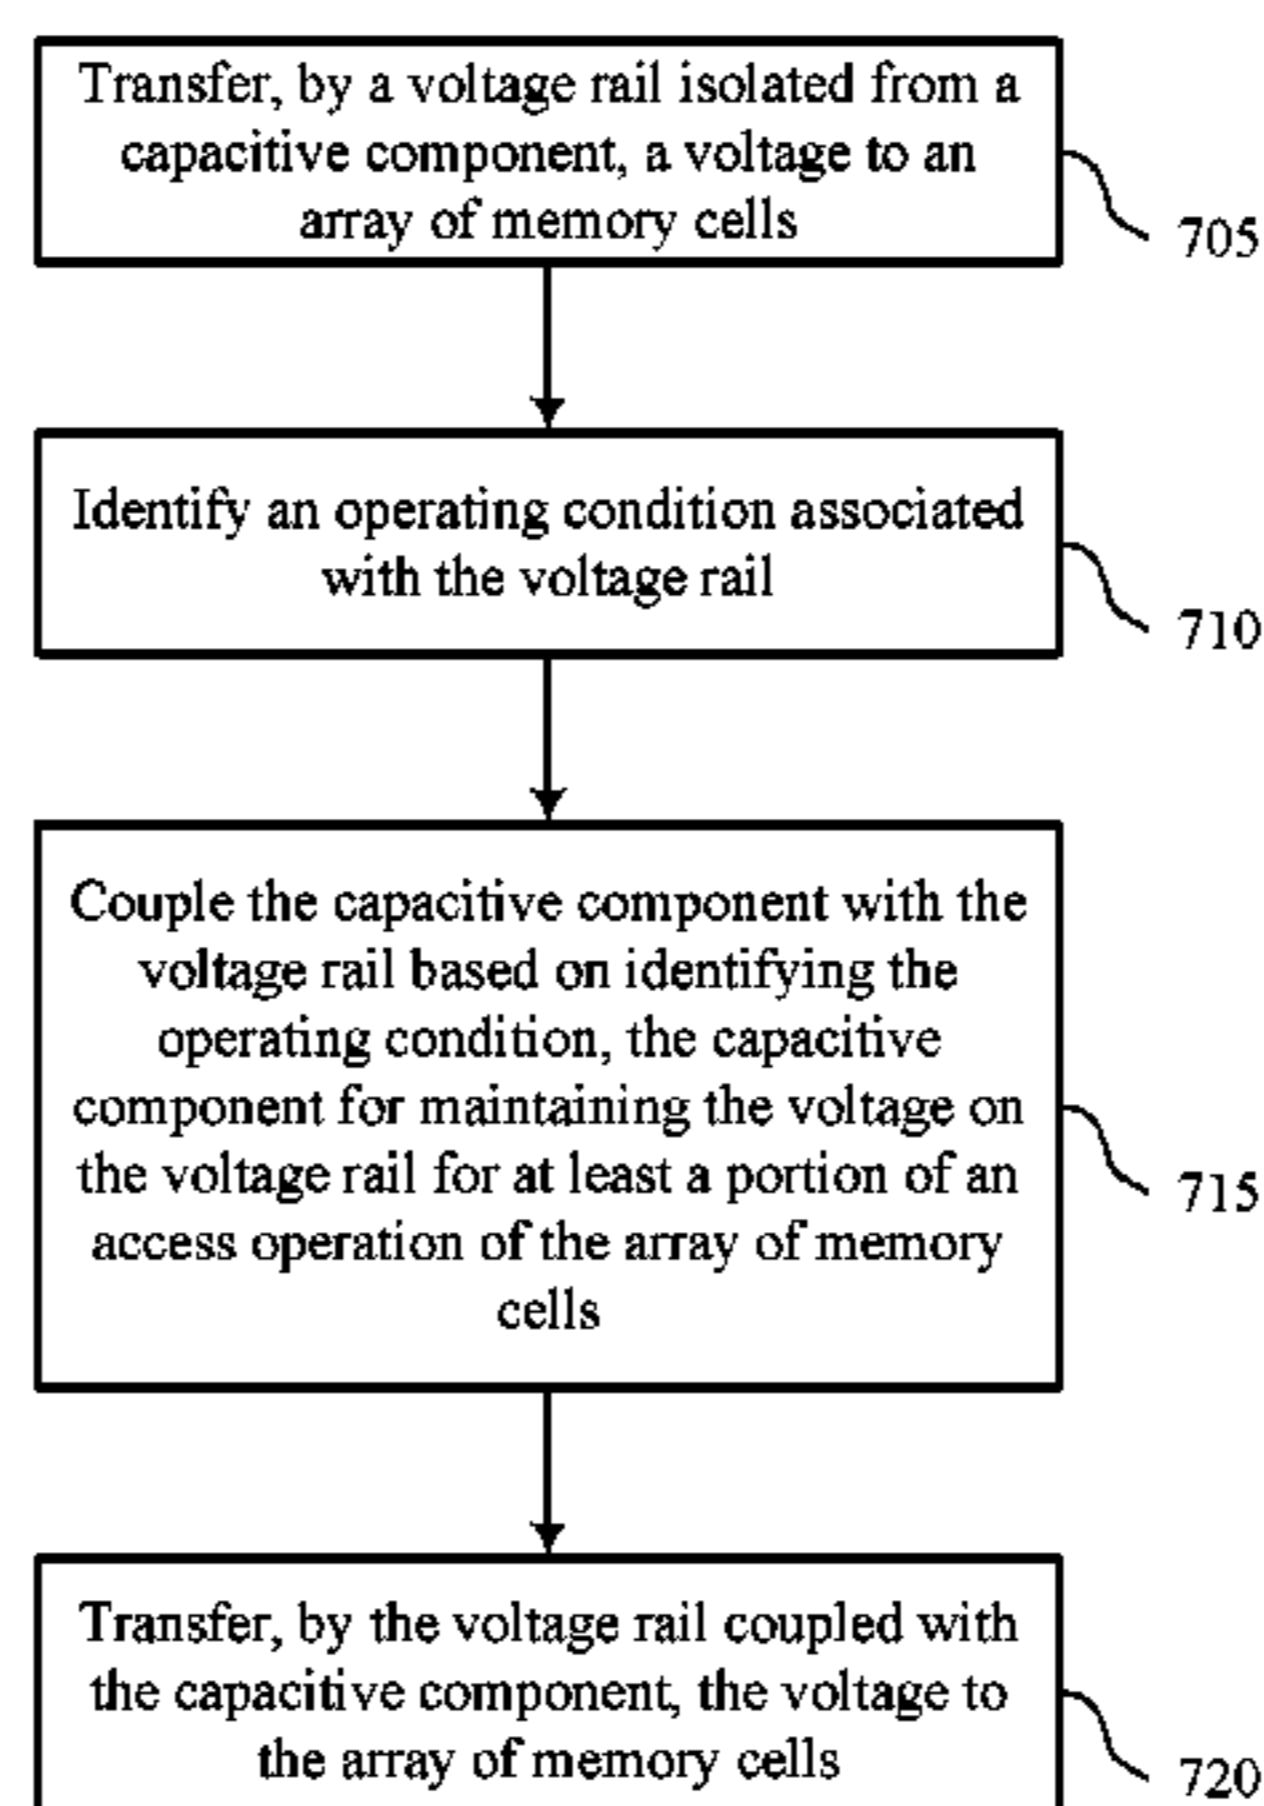 Transfer, by a voltage rail isolated from a
capacitive component, a voltage to an
array of memory cells
705
Identify an operating condition associated
with the voltage rail
710
Couple the capacitive component with the
voltage rail based on identifying the
operating condition, the capacitive
component for maintaining the voltage on
the voltage rail for at least a portion of an
access operation of the array of memory
cells
715
Transfer, by the voltage rail coupled with
the capacitive component, the voltage to
the array of memory cells
720